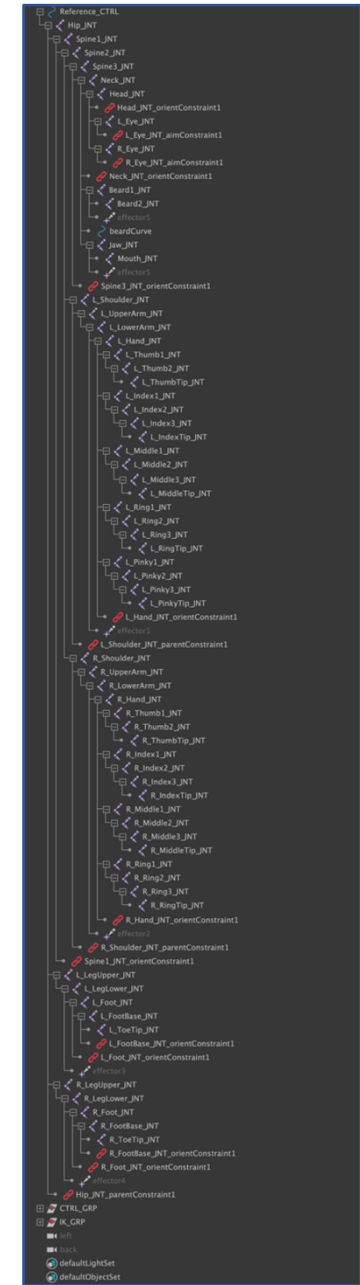 Reference_CTRL
Hip_JNT
Spine1_JNT
Spine2_JNT
Spine3_JNT
Neck_JNT
Head_JNT
Head_JNT_orientConstraint1
L_Eye_JNT
L_Eye_JNT_aimConstraint1
R_Eye_JNT
R_Eye_JNT_aimConstraint1
Neck_JNT_orientConstraint1
Beard1_JNT
Beard2_JNT
effector5
beardCurve
Jaw_JNT
Mouth_JNT
effector5
Spine3_JNT_orientConstraint1
L_Shoulder_JNT
L_UpperArm_JNT
L_LowerArm_JNT
L_Hand_JNT
L_Thumb1_JNT
L_Thumb2_JNT
L_ThumbTip_JNT
L_Index1_JNT
L_Index2_JNT
L_Index3_JNT
L_IndexTip_JNT
L_Middle1_JNT
L_Middle2_JNT
L_Middle3_JNT
L_MiddleTip_JNT
L_Ring1_JNT
L_Ring2_JNT
L_Ring3_JNT
L_RingTip_JNT
L_Pinky1_JNT
L_Pinky2_JNT
L_Pinky3_JNT
L_PinkyTip_JNT
L_Hand_JNT_orientConstraint1
effector1
L_Shoulder_JNT_parentConstraint1
R_Shoulder_JNT
R_UpperArm_JNT
R_LowerArm_JNT
R_Hand_JNT
R_Thumb1_JNT
R_Thumb2_JNT
R_ThumbTip_JNT
R_Index1_JNT
R_Index2_JNT
R_Index3_JNT
R_IndexTip_JNT
R_Middle1_JNT
R_Middle2_JNT
R_Middle3_JNT
R_MiddleTip_JNT
R_Ring1_JNT
R_Ring2_JNT
R_Ring3_JNT
R_RingTip_JNT
R_Hand_JNT_orientConstraint1
effector2
R_Shoulder_JNT_parentConstraint1
Spine1_JNT_orientConstraint1
L_LegUpper_JNT
L_LegLower_JNT
L_Foot_JNT
L_FootBase_JNT
L_ToeTip_JNT
L_FootBase_JNT_orientConstraint1
L_Foot_JNT_orientConstraint1
effector3
R_LegUpper_JNT
R_LegLower_JNT
R_Foot_JNT
R_FootBase_JNT
R_ToeTip_JNT
R_FootBase_JNT_orientConstraint1
R_Foot_JNT_orientConstraint1
effector4
Hip_JNT_parentConstraint1
CTRL_GRP
IK_GRP
left
back
defaultLightSet
defaultObjectSet